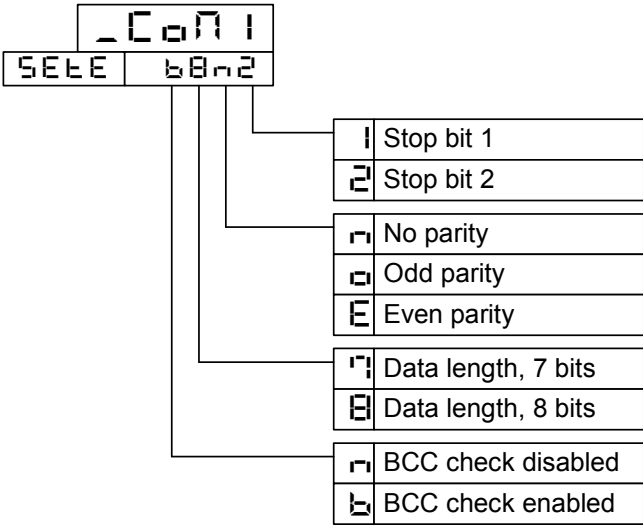 _CoM1
SEtE b8n2
1 Stop bit 1
2 Stop bit 2
n No parity
o Odd parity
E Even parity
7 Data length, 7 bits
8 Data length, 8 bits
n BCC check disabled
b BCC check enabled